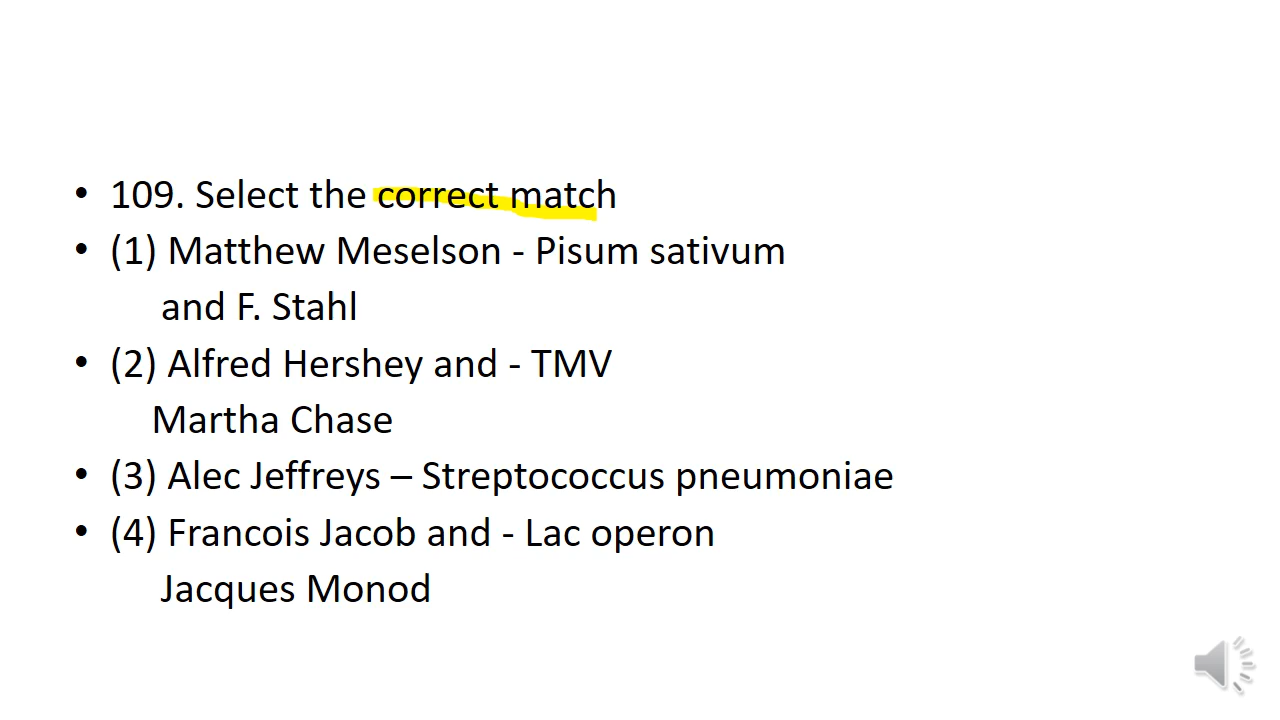 • 109. Select the correct match
• (1) Matthew Meselson - Pisum sativum
and F. Stahl
• (2) Alfred Hershey and - TMV
Martha Chase
• (3) Alec Jeffreys – Streptococcus pneumoniae
• (4) Francois Jacob and - Lac operon
Jacques Monod